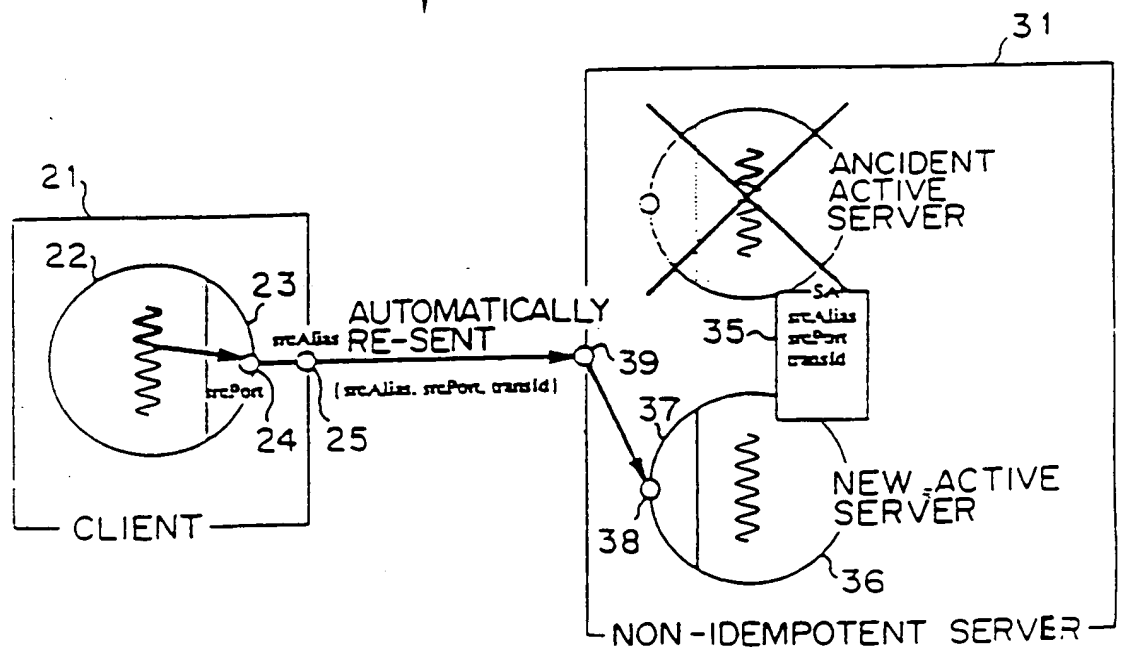 31
ANCIDENT
ACTIVE
SERVER
21
22
23
AUTOMATICALLY
RE-SENT
srcAlias
srcPort
(srcAlias, srcPort, transid)
24
25
39
35
SA
srcAlias
srcPort
transid
37
38
NEW ACTIVE
SERVER
36
CLIENT
NON-IDEMPOTENT SERVER